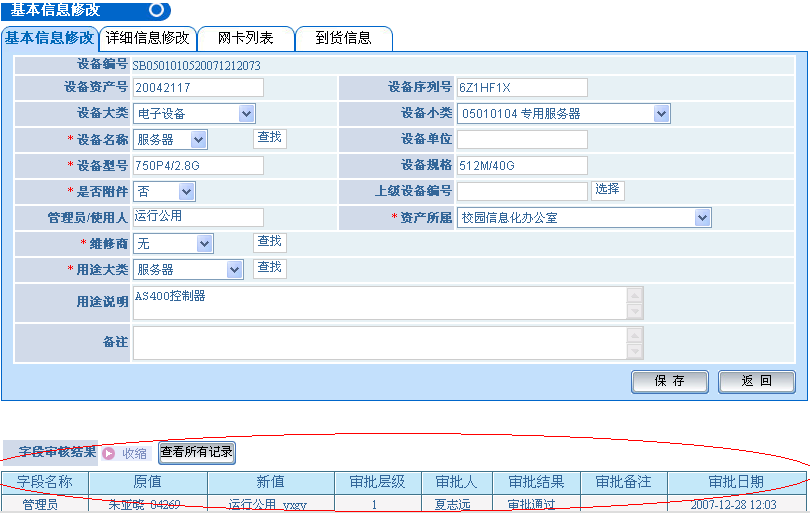 基本信息修改
基本信息修改 详细信息修改 网卡列表 到货信息
设备编号 SB0501010520071212073
设备资产号 20042117 设备序列号 6Z1HF1X
设备大类 电子设备 设备小类 05010104 专用服务器
* 设备名称 服务器 查找 设备单位
* 设备型号 750P4/2.8G 设备规格 512M/40G
* 是否附件 否 上级设备编号 选择
管理员/使用人 运行公用 * 资产所属 校园信息化办公室
* 维修商 无 查找
* 用途大类 服务器 查找
用途说明 AS400控制器
备注
保 存 返 回
字段审核结果 收缩 查看所有记录
字段名称 原值 新值 审批层级 审批人 审批结果 审批备注 审批日期
管理员 朱亚晓 04269 运行公用 yxgy 1 夏志远 审批通过 2007-12-28 12:03